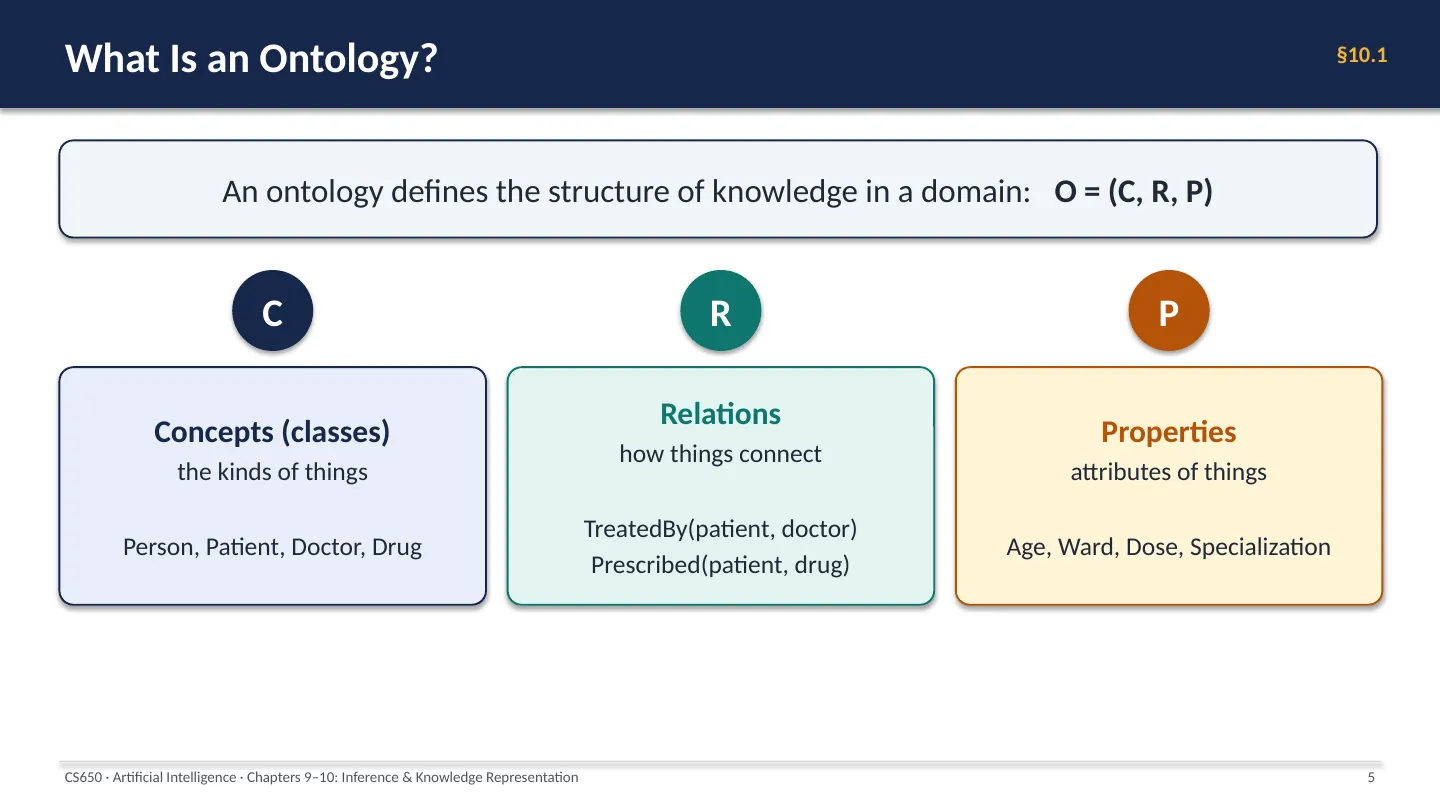 What Is an Ontology?
§10.1
An ontology defines the structure of knowledge in a domain: O = (C, R, P)
C
R
P
Concepts (classes)
the kinds of things
Person, Patient, Doctor, Drug
Relations
how things connect
TreatedBy(patient, doctor)
Prescribed(patient, drug)
Properties
attributes of things
Age, Ward, Dose, Specialization
CS650 · Artificial Intelligence · Chapters 9–10: Inference & Knowledge Representation
5